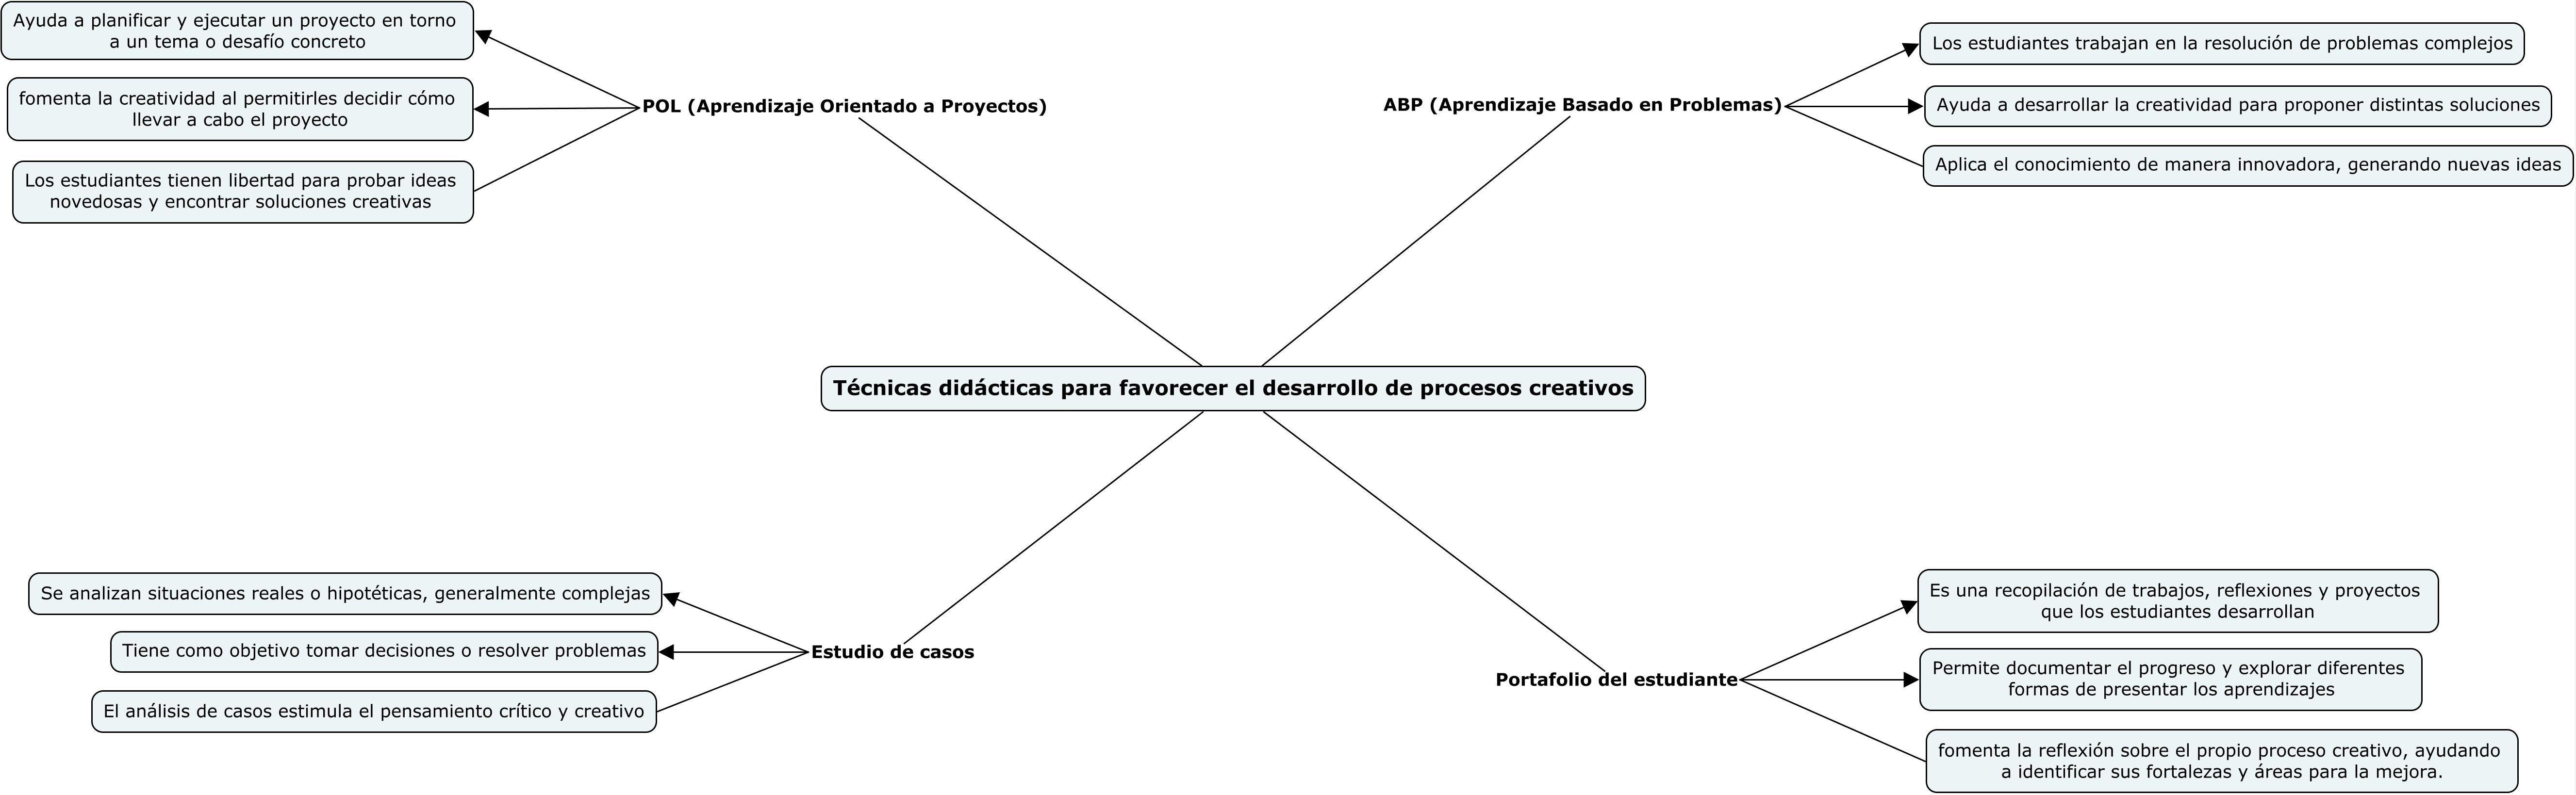 Ayuda a planificar y ejecutar un proyecto en torno
a un tema o desafío concreto
fomenta la creatividad al permitirles decidir cómo
llevar a cabo el proyecto
Los estudiantes tienen libertad para probar ideas
novedosas y encontrar soluciones creativas
POL (Aprendizaje Orientado a Proyectos)
ABP (Aprendizaje Basado en Problemas)
Los estudiantes trabajan en la resolución de problemas complejos
Ayuda a desarrollar la creatividad para proponer distintas soluciones
Aplica el conocimiento de manera innovadora, generando nuevas ideas
Técnicas didácticas para favorecer el desarrollo de procesos creativos
Se analizan situaciones reales o hipotéticas, generalmente complejas
Tiene como objetivo tomar decisiones o resolver problemas
El análisis de casos estimula el pensamiento crítico y creativo
Estudio de casos
Portafolio del estudiante
Es una recopilación de trabajos, reflexiones y proyectos
que los estudiantes desarrollan
Permite documentar el progreso y explorar diferentes
formas de presentar los aprendizajes
fomenta la reflexión sobre el propio proceso creativo, ayudando
a identificar sus fortalezas y áreas para la mejora.